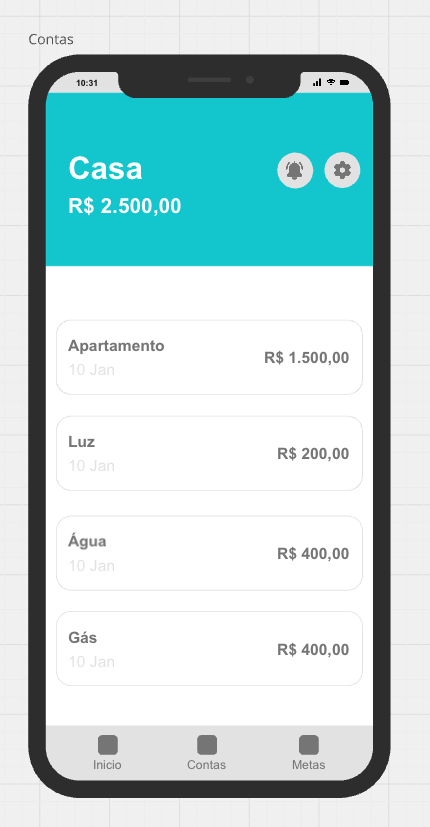 Contas
10:31
Casa
R$ 2.500,00
Apartamento
10 Jan
R$ 1.500,00
Luz
10 Jan
R$ 200,00
Água
10 Jan
R$ 400,00
Gás
10 Jan
R$ 400,00
Inicio
Contas
Metas